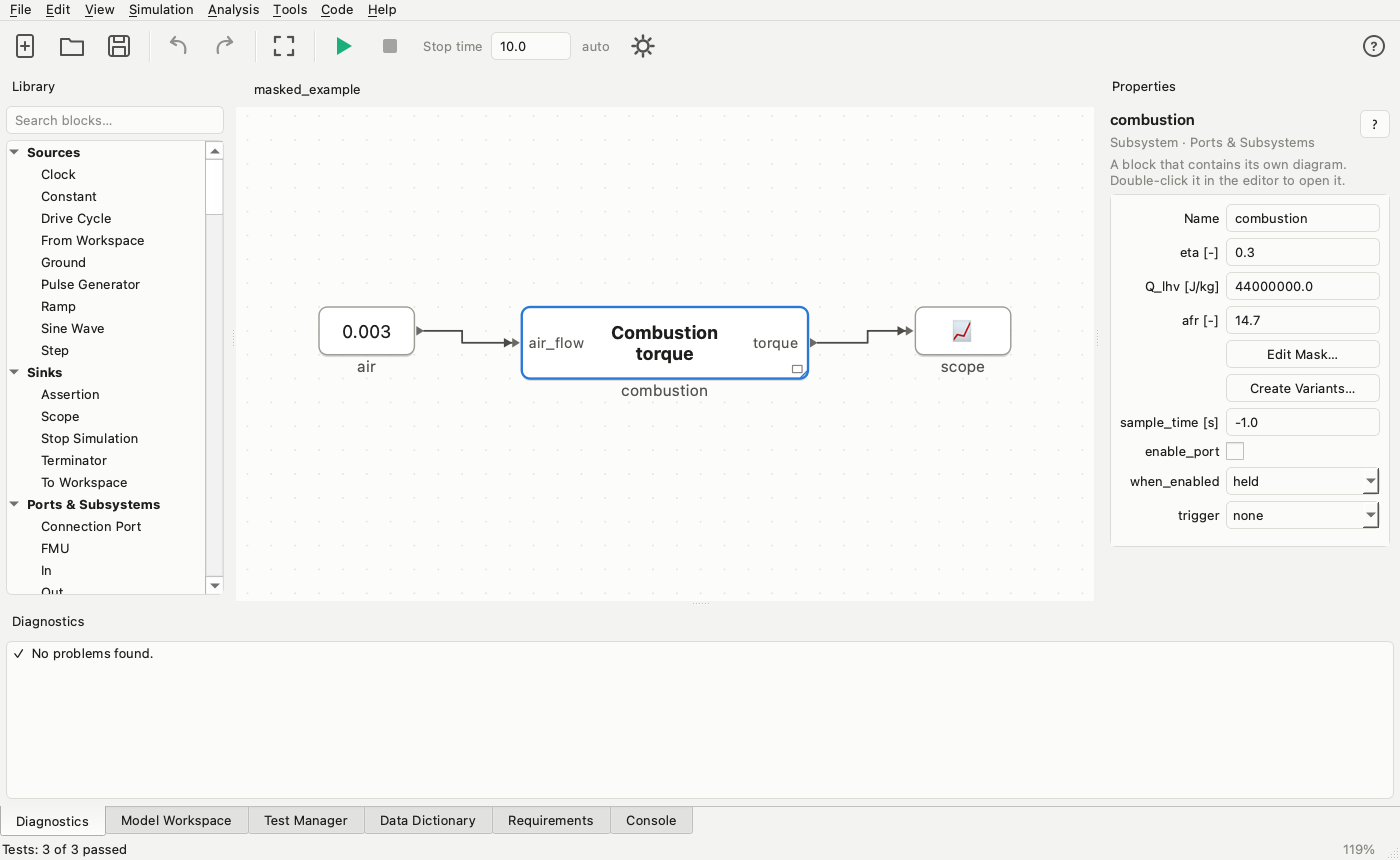 File Edit View Simulation Analysis Tools Code Help
Stop time 10.0 auto
Library
Search blocks...
Sources
Clock
Constant
Drive Cycle
From Workspace
Ground
Pulse Generator
Ramp
Sine Wave
Step
Sinks
Assertion
Scope
Stop Simulation
Terminator
To Workspace
Ports & Subsystems
Connection Port
FMU
In
Out
masked_example
0.003
air
air_flow
Combustion
torque
torque
combustion
scope
Properties
combustion
?
Subsystem · Ports & Subsystems
A block that contains its own diagram.
Double-click it in the editor to open it.
Name combustion
eta [-] 0.3
Q_lhv [J/kg] 44000000.0
afr [-] 14.7
Edit Mask...
Create Variants...
sample_time [s] -1.0
enable_port
when_enabled held
trigger none
Diagnostics
✓ No problems found.
Diagnostics Model Workspace Test Manager Data Dictionary Requirements Console
Tests: 3 of 3 passed
119%